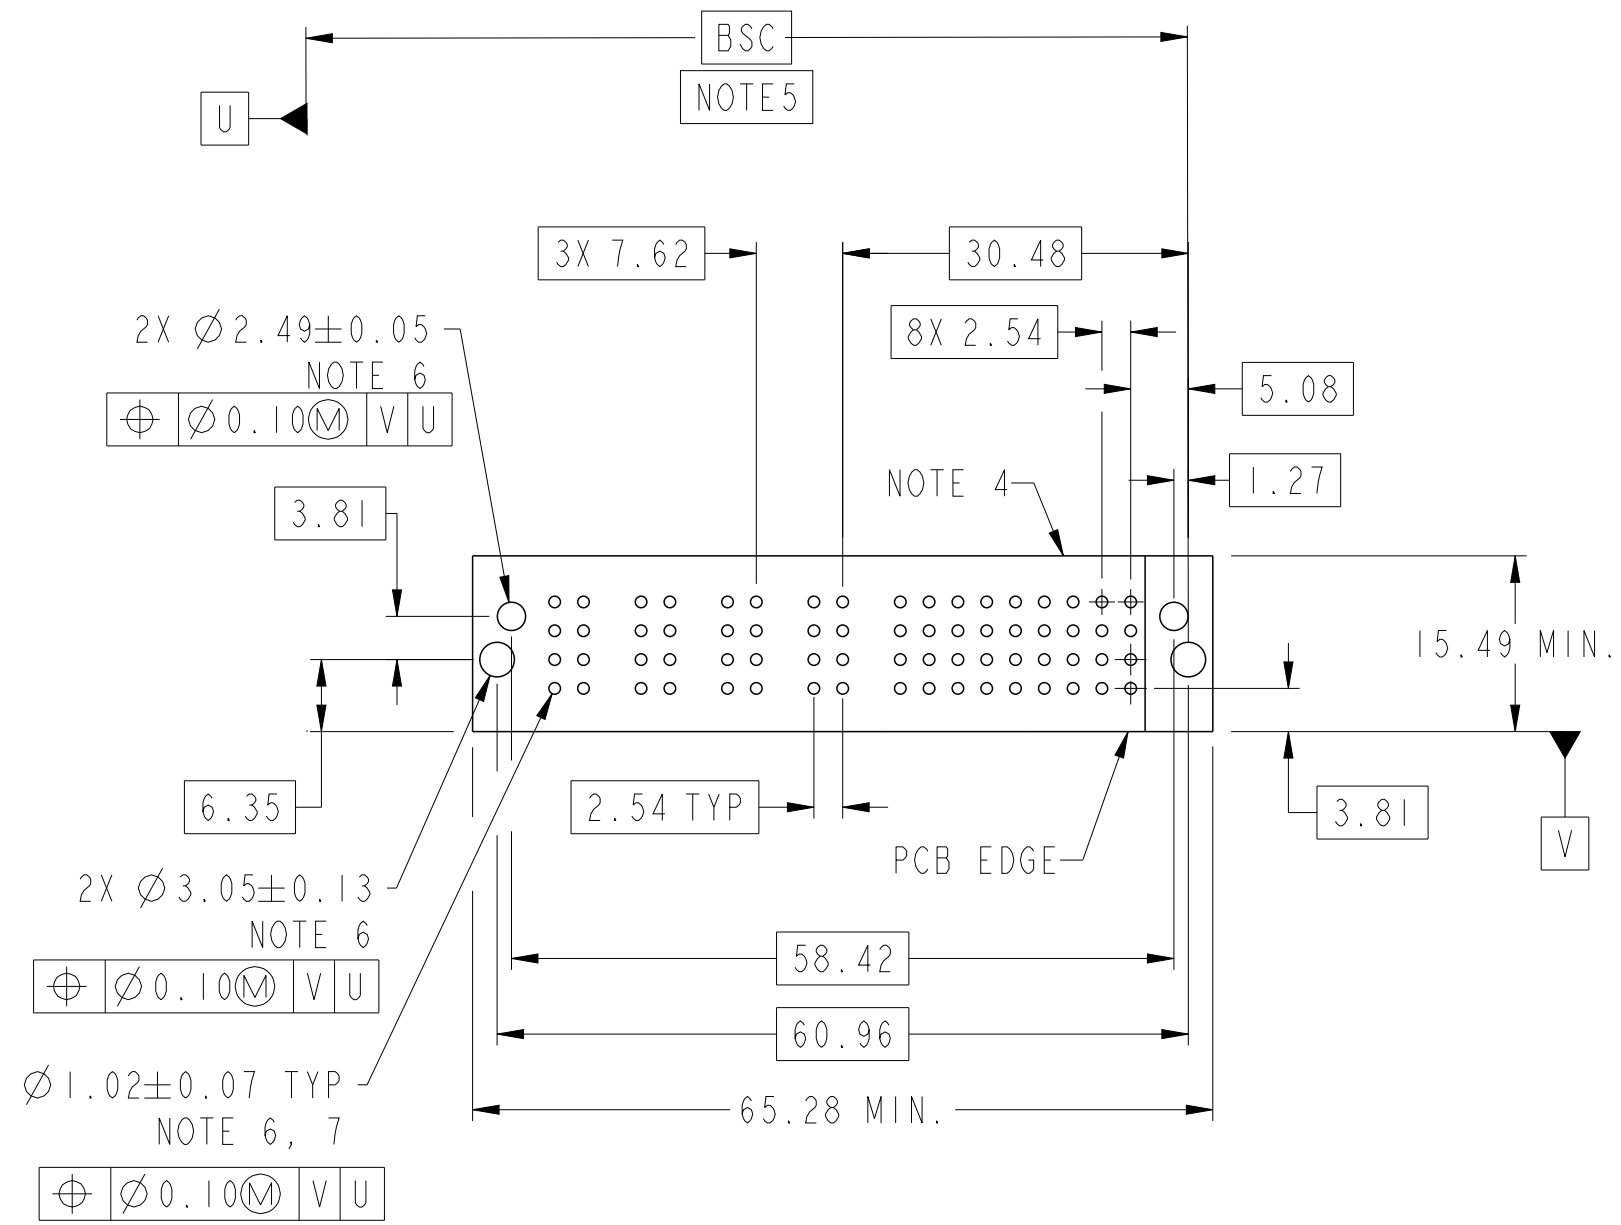 BSC
NOTE5
U
3X 7.62
30.48
2X ⌀2.49±0.05
NOTE 6
⌖ ⌀0.10Ⓜ V U
8X 2.54
5.08
1.27
NOTE 4
3.81
15.49 MIN.
6.35
2.54 TYP
3.81
V
PCB EDGE
2X ⌀3.05±0.13
NOTE 6
⌖ ⌀0.10Ⓜ V U
58.42
60.96
⌀1.02±0.07 TYP
NOTE 6, 7
65.28 MIN.
⌖ ⌀0.10Ⓜ V U